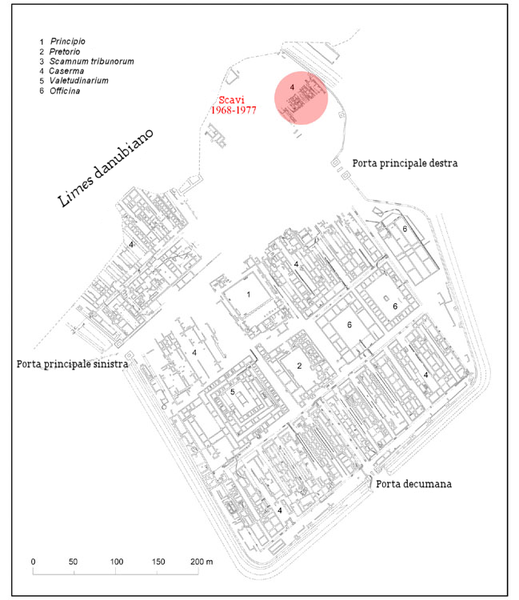 1 Principio
2 Pretorio
3 Scamnum tribunorum
4 Caserma
5 Valetudinarium
6 Officina
4
Scavi
1968-1977
Limes danubiano
Porta principale destra
4
6
4
1
6
6
4
2
Porta principale sinistra
4
5
Porta decumana
4
0 50 100 150 200 m